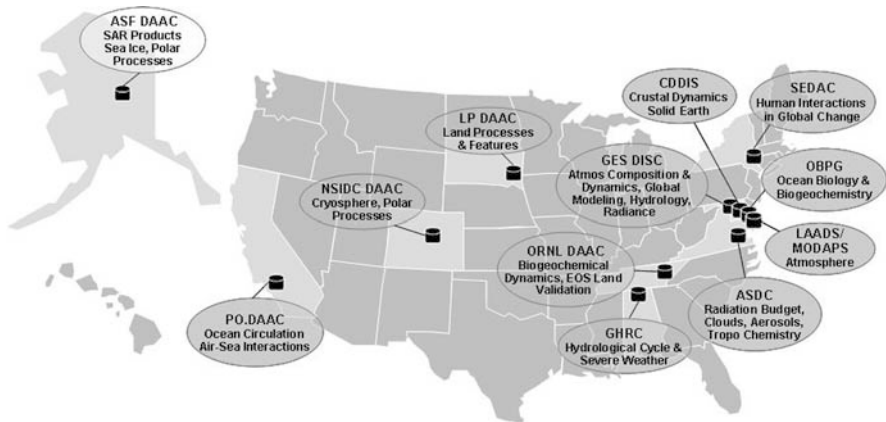 ASF DAAC
SAR Products
Sea Ice, Polar
Processes
CDDIS
Crustal Dynamics
Solid Earth
SEDAC
Human Interactions
in Global Change
LP DAAC
Land Processes
& Features
GES DISC
Atmos Composition &
Dynamics, Global
Modeling, Hydrology,
Radiance
OBPG
Ocean Biology &
Biogeochemistry
NSIDC DAAC
Cryosphere, Polar
Processes
LAADS/
MODAPS
Atmosphere
ORNL DAAC
Biogeochemical
Dynamics, EOS Land
Validation
ASDC
Radiation Budget,
Clouds, Aerosols,
Tropo Chemistry
PO.DAAC
Ocean Circulation
Air-Sea Interactions
GHRC
Hydrological Cycle &
Severe Weather